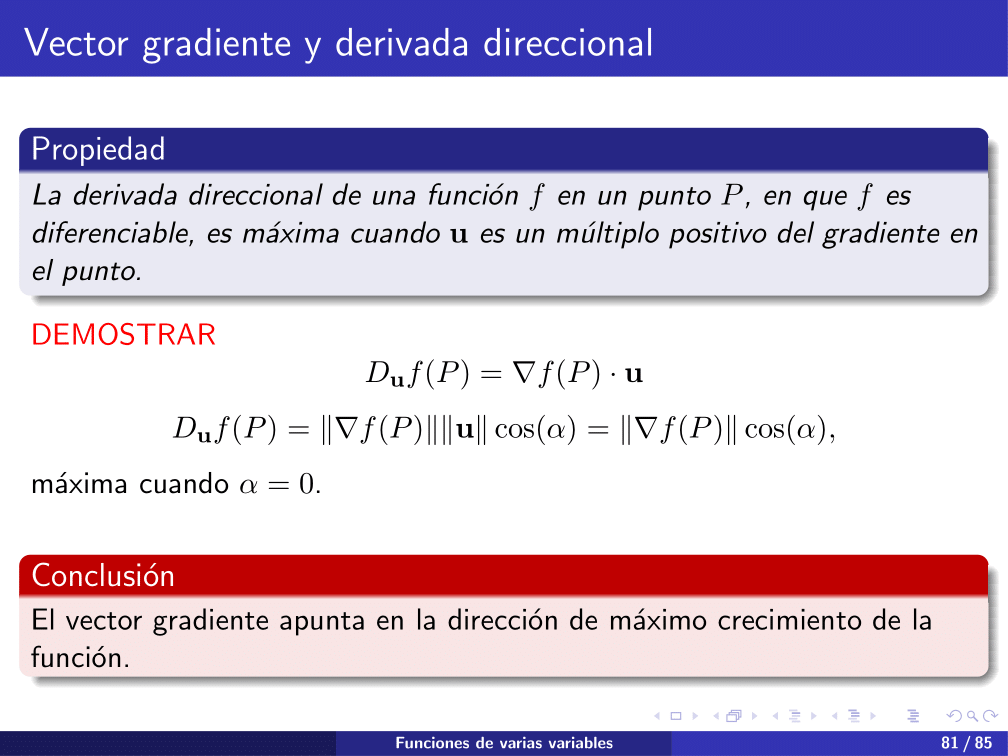 Vector gradiente y derivada direccional
Propiedad
La derivada direccional de una función f en un punto P, en que f es
diferenciable, es máxima cuando u es un múltiplo positivo del gradiente en
el punto.
DEMOSTRAR
D_u f(P) = ∇f(P) · u
D_u f(P) = ‖∇f(P)‖‖u‖ cos(α) = ‖∇f(P)‖ cos(α),
máxima cuando α = 0.
Conclusión
El vector gradiente apunta en la dirección de máximo crecimiento de la
función.
Funciones de varias variables
81 / 85